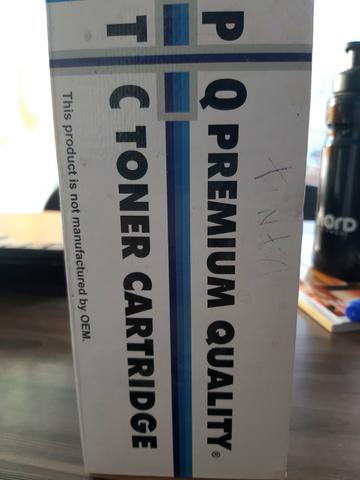 P Q PREMIUM QUALITY®
T C TONER CARTRIDGE
This product is not manufactured by OEM.